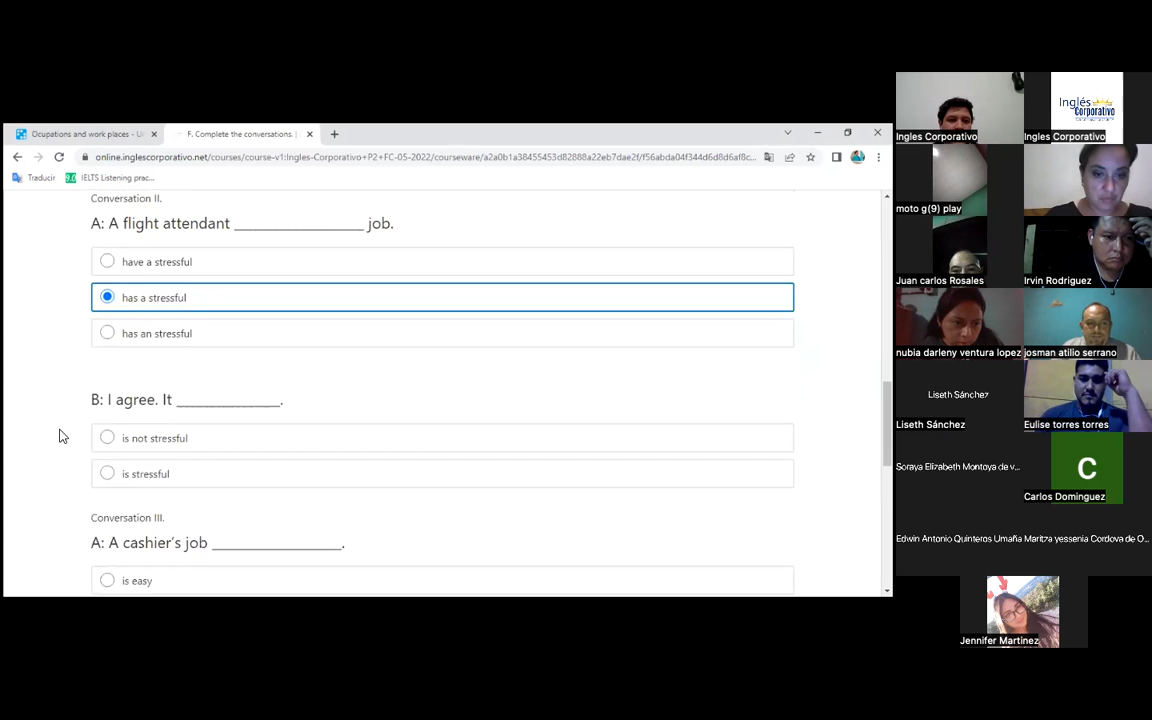 Ocupations and work places - U
F. Complete the conversations. |
online.inglescorporativo.net/courses/course-v1:Ingles-Corporativo+P2+FC-05-2022/courseware/a2a0b1a38455453d82888a22eb7dae2f/f56abda04f344d6d8d6af8c...
Traducir
IELTS Listening prac...
Conversation II.
A: A flight attendant ________________ job.
have a stressful
has a stressful
has an stressful
B: I agree. It _____________.
is not stressful
is stressful
Conversation III.
A: A cashier's job ________________.
is easy
Ingles Corporativo
Inglés
Corporativo
Ingles Corporativo
moto g(9) play
Juan carlos Rosales
Irvin Rodriguez
nubia darleny ventura lopez
josman atilio serrano
Liseth Sánchez
Liseth Sánchez
Eulise torres torres
Soraya Elizabeth Montoya de v...
C
Carlos Dominguez
Edwin Antonio Quinteros Umaña
Maritza yessenia Cordova de O...
Jennifer Martinez